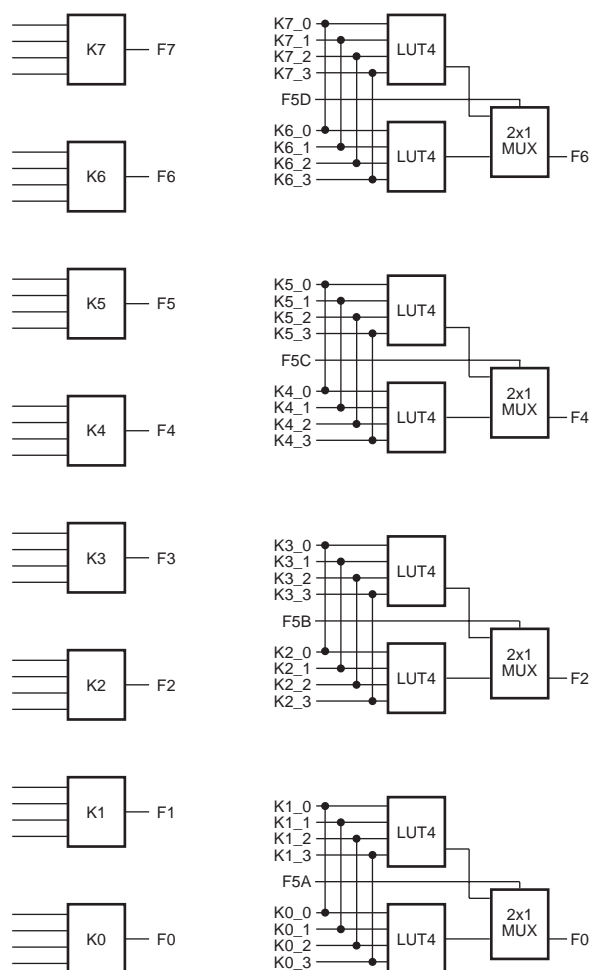 K7
F7
K6
F6
K5
F5
K4
F4
K3
F3
K2
F2
K1
F1
K0
F0
K7_0
K7_1
K7_2
K7_3
LUT4
F5D
K6_0
K6_1
K6_2
K6_3
LUT4
2x1
MUX
F6
K5_0
K5_1
K5_2
K5_3
LUT4
F5C
K4_0
K4_1
K4_2
K4_3
LUT4
2x1
MUX
F4
K3_0
K3_1
K3_2
K3_3
LUT4
F5B
K2_0
K2_1
K2_2
K2_3
LUT4
2x1
MUX
F2
K1_0
K1_1
K1_2
K1_3
LUT4
F5A
K0_0
K0_1
K0_2
K0_3
LUT4
2x1
MUX
F0